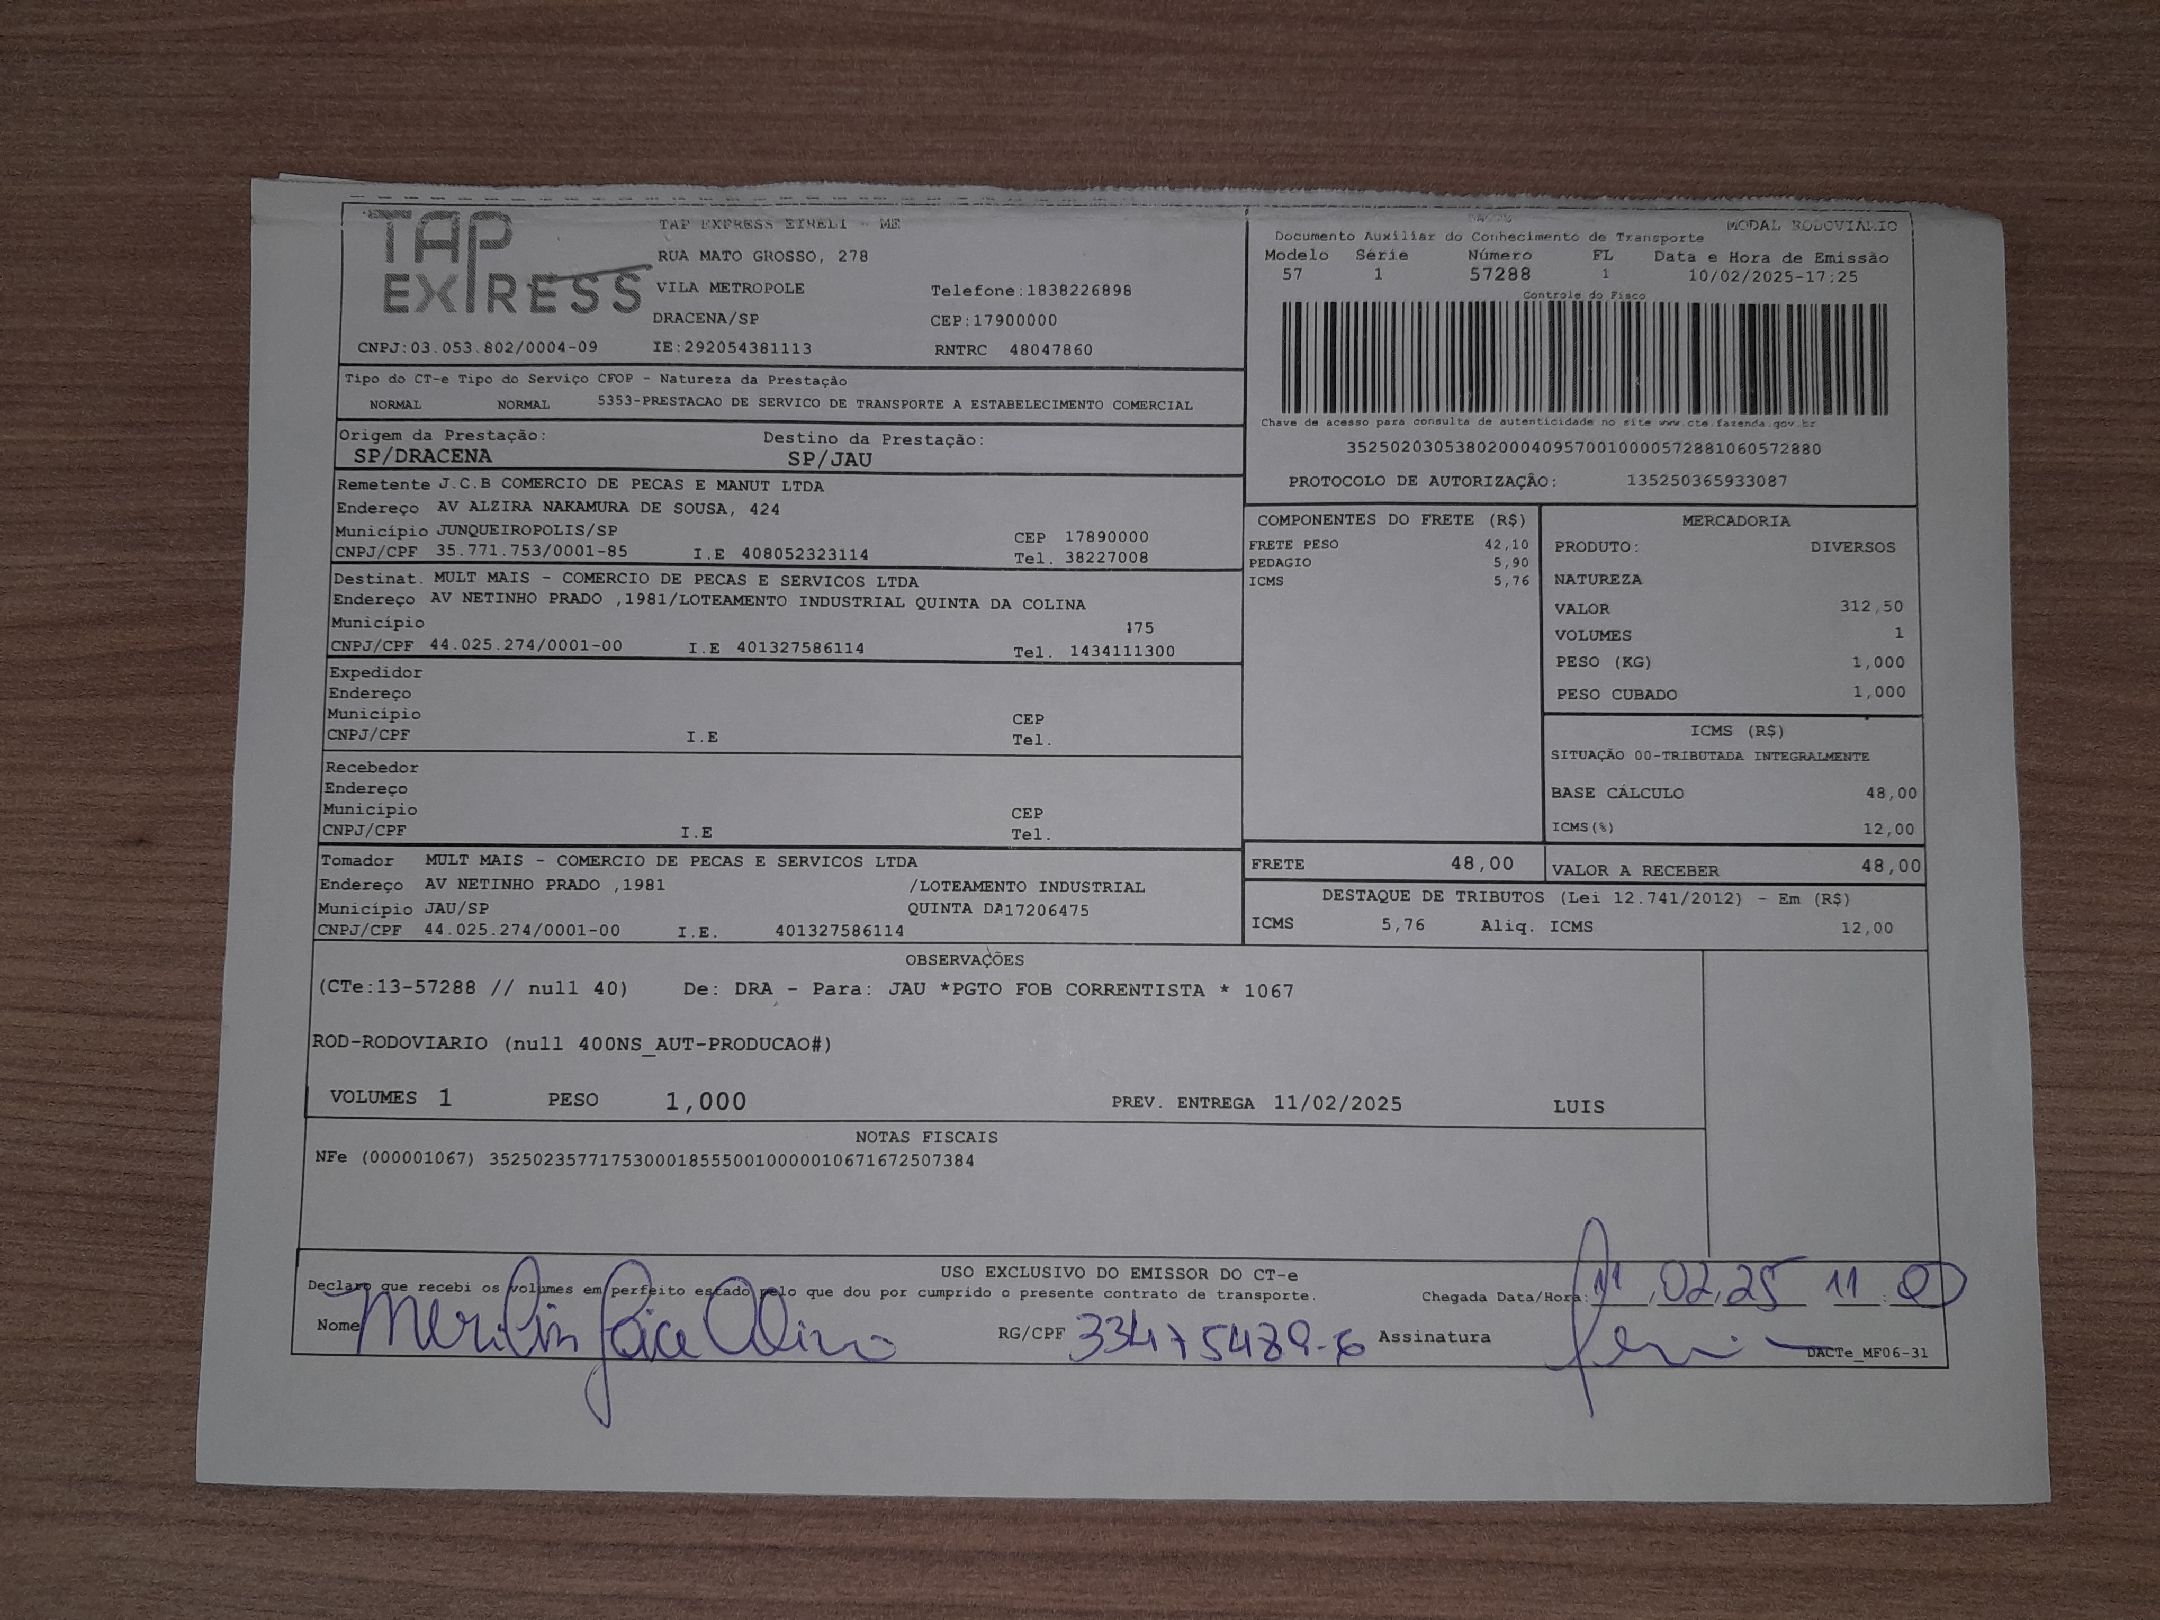 TAP EXPRESS
TAP EXPRESS EIRELI - ME
RUA MATO GROSSO, 278
VILA METROPOLE Telefone:1838226898
DRACENA/SP CEP:17900000
CNPJ:03.053.802/0004-09 IE:292054381113 RNTRC 48047860
DACTE MODAL RODOVIÁRIO
Documento Auxiliar do Conhecimento de Transporte
Modelo Série Número FL Data e Hora de Emissão
57 1 57288 1 10/02/2025-17:25
Controle do Fisco
Chave de acesso para consulta de autenticidade no site www.cte.fazenda.gov.br
35250203053802000409570010000572881060572880
PROTOCOLO DE AUTORIZAÇÃO: 135250365933087
Tipo do CT-e Tipo do Serviço CFOP - Natureza da Prestação
NORMAL NORMAL 5353-PRESTACAO DE SERVICO DE TRANSPORTE A ESTABELECIMENTO COMERCIAL
Origem da Prestação: Destino da Prestação:
SP/DRACENA SP/JAU
Remetente J.C.B COMERCIO DE PECAS E MANUT LTDA
Endereço AV ALZIRA NAKAMURA DE SOUSA, 424
Município JUNQUEIROPOLIS/SP CEP 17890000
CNPJ/CPF 35.771.753/0001-85 I.E 408052323114 Tel. 38227008
Destinat. MULT MAIS - COMERCIO DE PECAS E SERVICOS LTDA
Endereço AV NETINHO PRADO ,1981/LOTEAMENTO INDUSTRIAL QUINTA DA COLINA
Município 175
CNPJ/CPF 44.025.274/0001-00 I.E 401327586114 Tel. 1434111300
Expedidor
Endereço
Município CEP
CNPJ/CPF I.E Tel.
Recebedor
Endereço
Município CEP
CNPJ/CPF I.E Tel.
Tomador MULT MAIS - COMERCIO DE PECAS E SERVICOS LTDA
Endereço AV NETINHO PRADO ,1981 /LOTEAMENTO INDUSTRIAL
Município JAU/SP QUINTA DA17206475
CNPJ/CPF 44.025.274/0001-00 I.E. 401327586114
COMPONENTES DO FRETE (R$)
FRETE PESO 42,10
PEDAGIO 5,90
ICMS 5,76
MERCADORIA
PRODUTO: DIVERSOS
NATUREZA
VALOR 312,50
VOLUMES 1
PESO (KG) 1,000
PESO CUBADO 1,000
ICMS (R$)
SITUAÇÃO 00-TRIBUTADA INTEGRALMENTE
BASE CÁLCULO 48,00
ICMS(%) 12,00
FRETE 48,00 VALOR A RECEBER 48,00
DESTAQUE DE TRIBUTOS (Lei 12.741/2012) - Em (R$)
ICMS 5,76 Aliq. ICMS 12,00
OBSERVAÇÕES
(CTe:13-57288 // null 40) De: DRA - Para: JAU *PGTO FOB CORRENTISTA * 1067
ROD-RODOVIARIO (null 400NS_AUT-PRODUCAO#)
VOLUMES 1 PESO 1,000 PREV. ENTREGA 11/02/2025 LUIS
NOTAS FISCAIS
NFe (000001067) 35250235771753000185550010000010671672507384
USO EXCLUSIVO DO EMISSOR DO CT-e
Declaro que recebi os volumes em perfeito estado pelo que dou por cumprido o presente contrato de transporte. Chegada Data/Hora: 11.02.25 11:00
Nome RG/CPF 33475489-6 Assinatura
DACTe_MF06-31